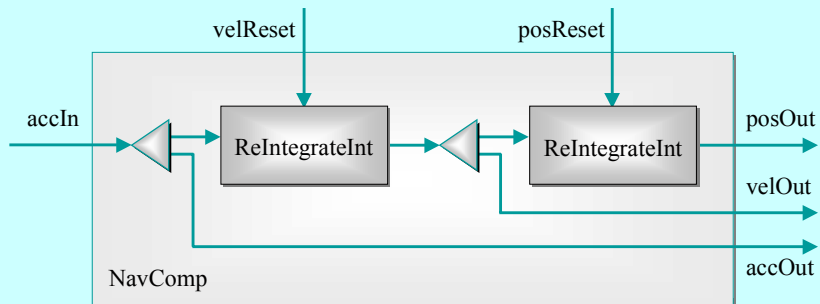 velReset
posReset
accIn
posOut
ReIntegrateInt
ReIntegrateInt
velOut
accOut
NavComp